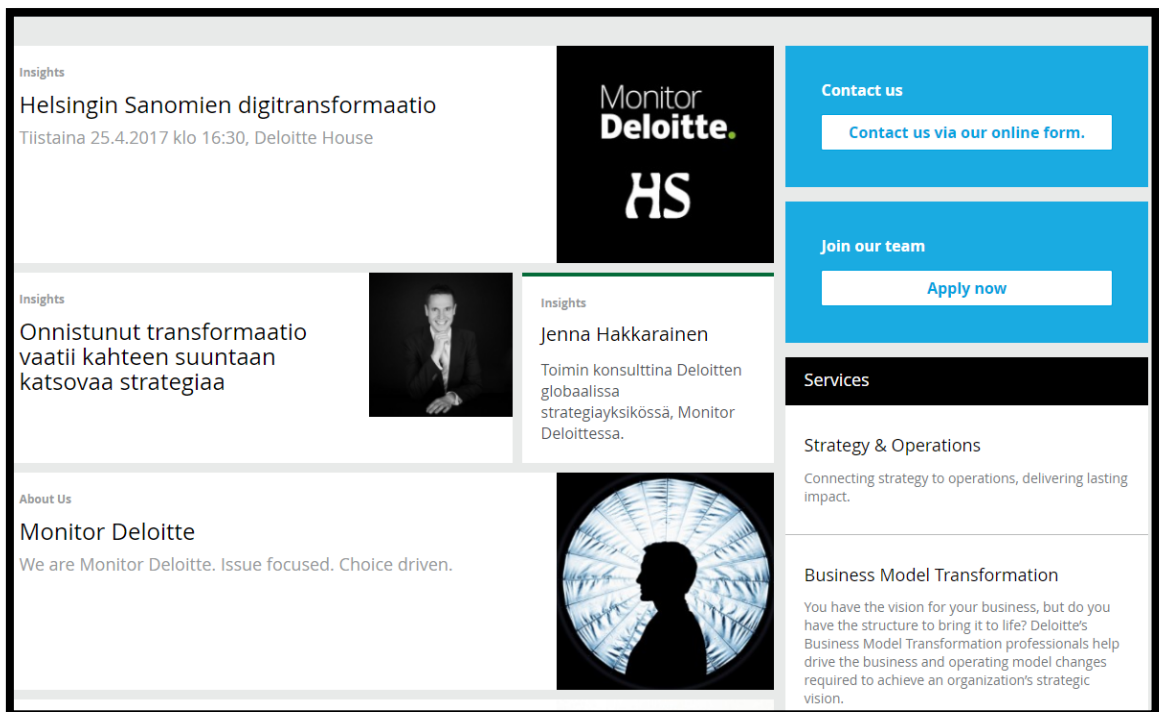 Insights
Helsingin Sanomien digitransformaatio
Tiistaina 25.4.2017 klo 16:30, Deloitte House
Monitor
Deloitte.
HS
Insights
Onnistunut transformaatio
vaatii kahteen suuntaan
katsovaa strategiaa
Insights
Jenna Hakkarainen
Toimin konsulttina Deloitten
globaalissa
strategiayksikössä, Monitor
Deloittessa.
About Us
Monitor Deloitte
We are Monitor Deloitte. Issue focused. Choice driven.
Contact us
Contact us via our online form.
Join our team
Apply now
Services
Strategy & Operations
Connecting strategy to operations, delivering lasting
impact.
Business Model Transformation
You have the vision for your business, but do you
have the structure to bring it to life? Deloitte’s
Business Model Transformation professionals help
drive the business and operating model changes
required to achieve an organization’s strategic
vision.